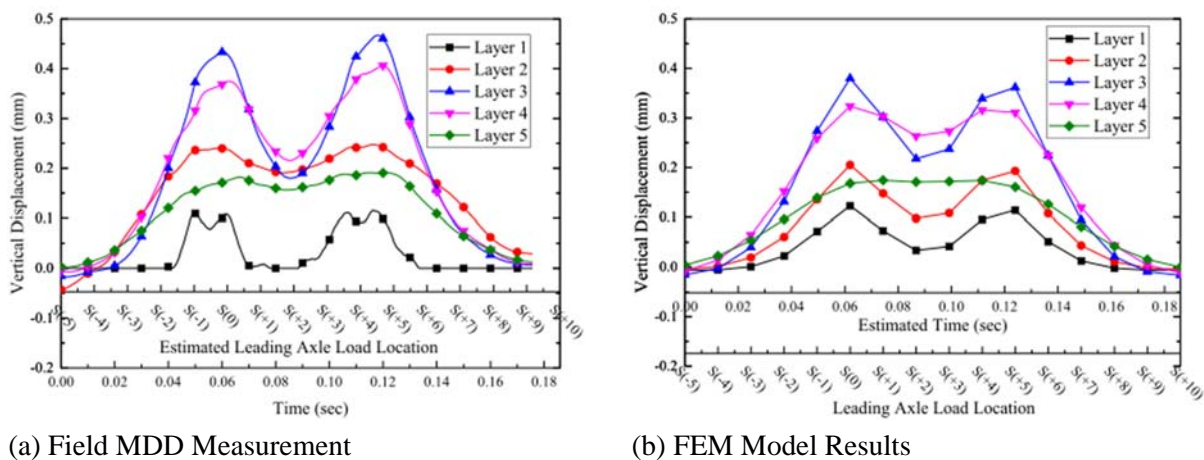 0.5
0.4
0.3
0.2
0.1
0.0
-0.1
-0.2
Vertical Displacement (mm)
Layer 1
Layer 2
Layer 3
Layer 4
Layer 5
S(-5) S(-4) S(-3) S(-2) S(-1) S(0) S(+1) S(+2) S(+3) S(+4) S(+5) S(+6) S(+7) S(+8) S(+9) S(+10)
Estimated Leading Axle Load Location
0.00 0.02 0.04 0.06 0.08 0.10 0.12 0.14 0.16 0.18
Time (sec)
(a) Field MDD Measurement
0.5
0.4
0.3
0.2
0.1
0.0
-0.1
-0.2
Vertical Displacement (mm)
Layer 1
Layer 2
Layer 3
Layer 4
Layer 5
0.00 0.02 0.04 0.06 0.08 0.10 0.12 0.14 0.16 0.18
Estimated Time (sec)
S(-5) S(-4) S(-3) S(-2) S(-1) S(0) S(+1) S(+2) S(+3) S(+4) S(+5) S(+6) S(+7) S(+8) S(+9) S(+10)
Leading Axle Load Location
(b) FEM Model Results